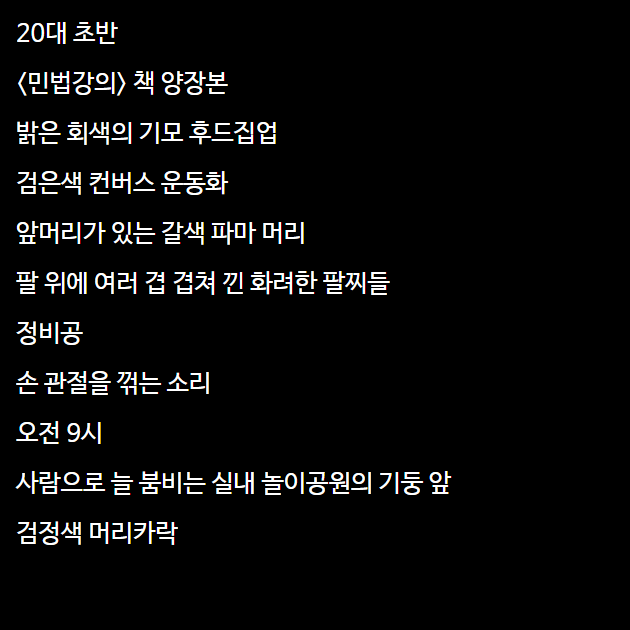 20대 초반
<민법강의> 책 양장본
밝은 회색의 기모 후드집업
검은색 컨버스 운동화
앞머리가 있는 갈색 파마 머리
팔 위에 여러 겹 겹쳐 낀 화려한 팔찌들
정비공
손 관절을 꺾는 소리
오전 9시
사람으로 늘 붐비는 실내 놀이공원의 기둥 앞
검정색 머리카락